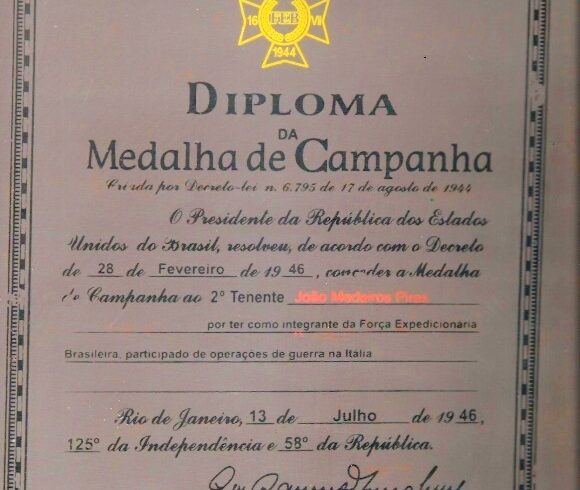 FEB
16 VII
1944
DIPLOMA
DA
Medalha de Campanha
Criada por Decreto-lei n. 6.795 de 17 de agosto de 1944
O Presidente da República dos Estados
Unidos do Brasil, resolveu, de acordo com o Decreto
de 28 de Fevereiro de 1946, conceder a Medalha
de Campanha ao 2º Tenente João Medeiros Pires
por ter como integrante da Força Expedicionária
Brasileira, participado de operações de guerra na Itália
Rio de Janeiro, 13 de Julho de 1946,
125º da Independência e 58º da República.